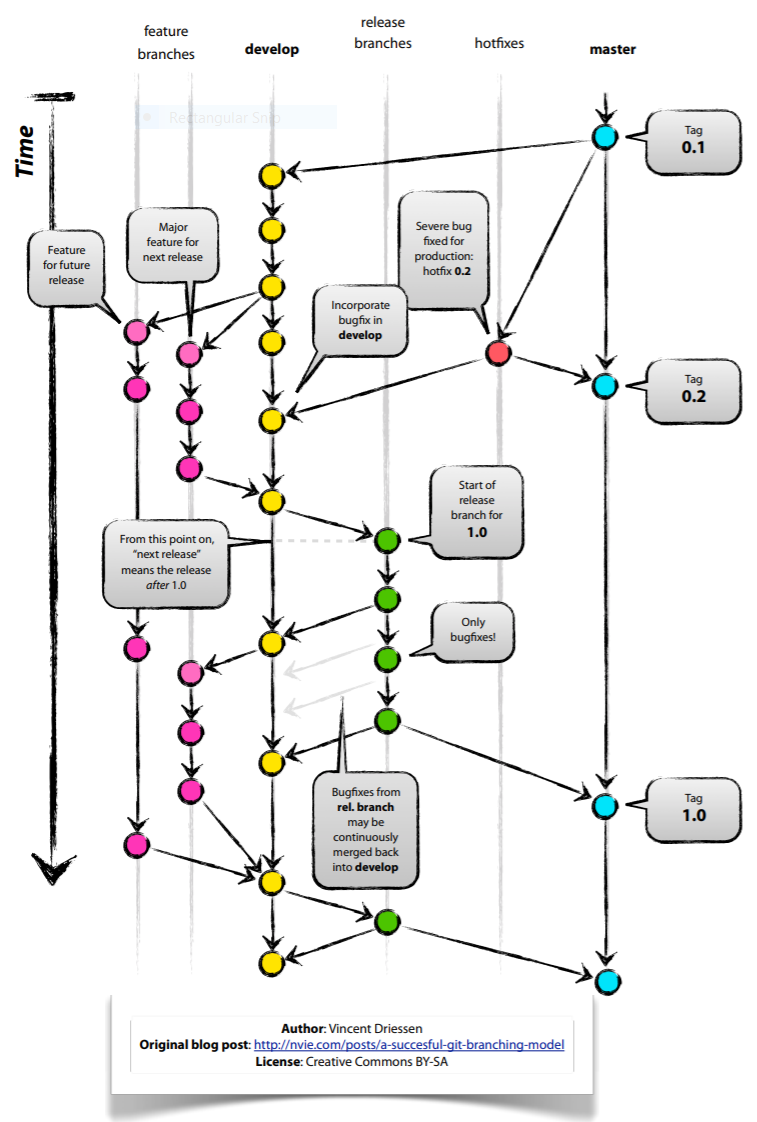 feature
branches
develop
release
branches
hotfixes
master
Time
Rectangular Snip
Tag
0.1
Major
feature for
next release
Feature
for future
release
Severe bug
fixed for
production:
hotfix 0.2
Incorporate
bugfix in
develop
Tag
0.2
Start of
release
branch for
1.0
From this point on,
“next release”
means the release
after 1.0
Only
bugfixes!
Bugfixes from
rel. branch
may be
continuously
merged back
into develop
Tag
1.0
Author: Vincent Driessen
Original blog post: http://nvie.com/posts/a-succesful-git-branching-model
License: Creative Commons BY-SA